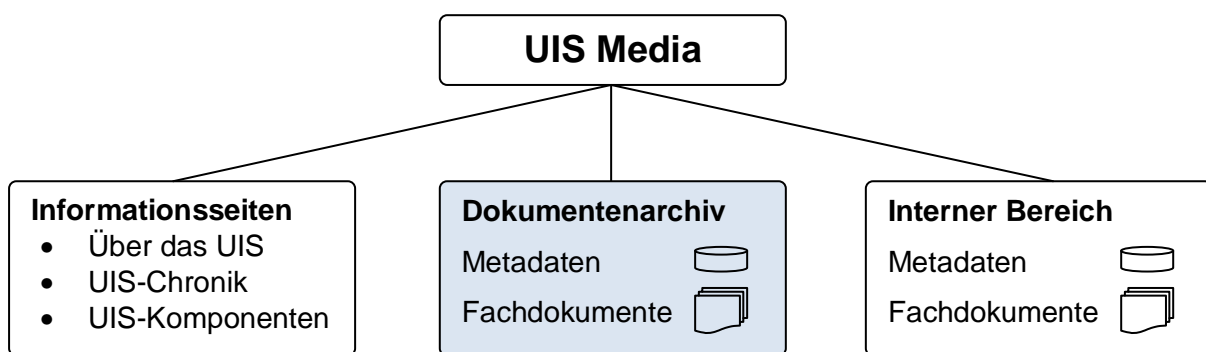 UIS Media
Informationsseiten
• Über das UIS
• UIS-Chronik
• UIS-Komponenten
Dokumentenarchiv
Metadaten
Fachdokumente
Interner Bereich
Metadaten
Fachdokumente